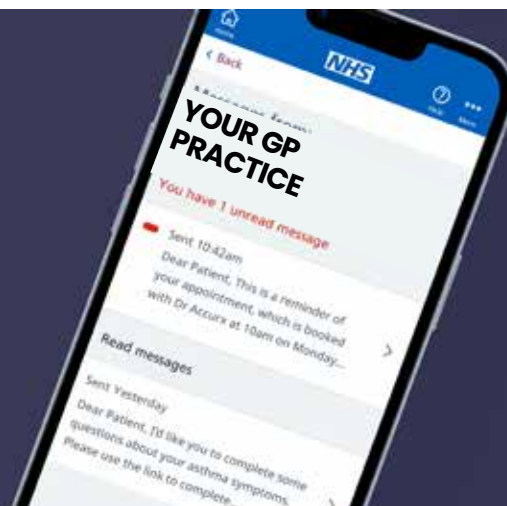 Home
NHS
Help
More
< Back
Messages from:
YOUR GP
PRACTICE
You have 1 unread message
Sent 10:42am
Dear Patient, This is a reminder of
your appointment, which is booked
with Dr Accurx at 10am on Monday...
Read messages
Sent Yesterday
Dear Patient, I'd like you to complete some
questions about your asthma symptoms.
Please use the link to complete...